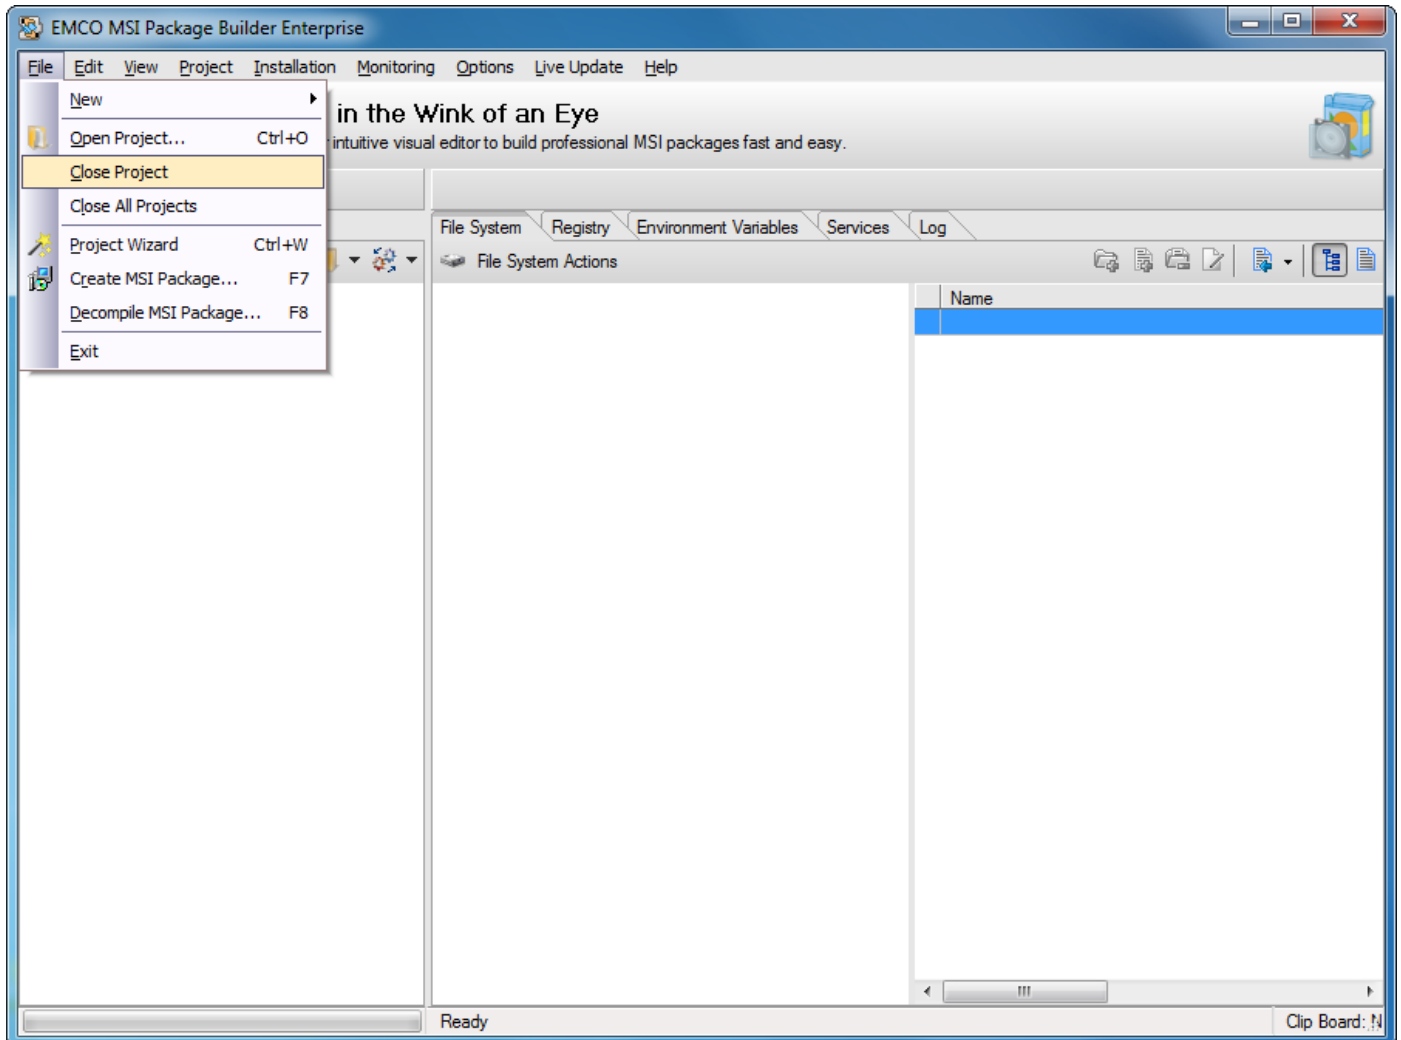 EMCO MSI Package Builder Enterprise
File Edit View Project Installation Monitoring Options Live Update Help
in the Wink of an Eye
intuitive visual editor to build professional MSI packages fast and easy.
New
Open Project... Ctrl+O
Close Project
Close All Projects
Project Wizard Ctrl+W
Create MSI Package... F7
Decompile MSI Package... F8
Exit
File System Registry Environment Variables Services Log
File System Actions
Name
Ready
Clip Board: N